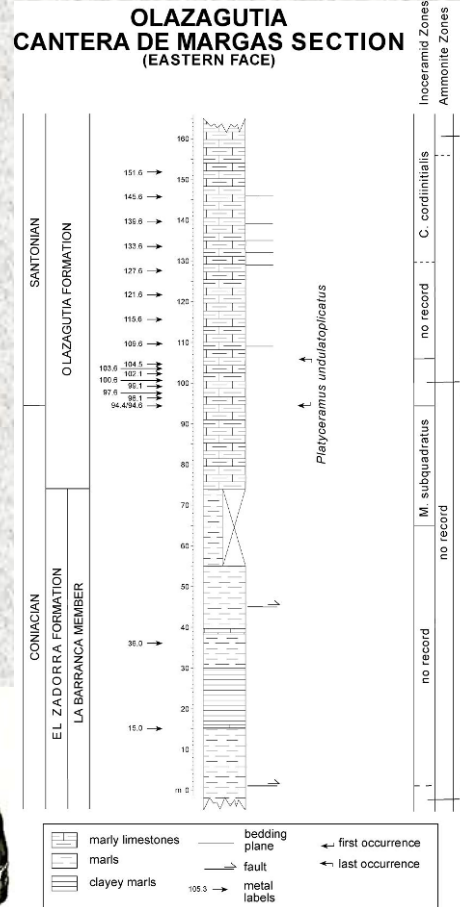 OLAZAGUTIA
CANTERA DE MARGAS SECTION
(EASTERN FACE)
Inoceramid Zones
Ammonite Zones
SANTONIAN
CONIACIAN
OLAZAGUTIA FORMATION
EL ZADORRA FORMATION
LA BARRANCA MEMBER
151.6
145.6
139.6
133.6
127.6
121.6
115.6
109.6
104.5
103.6
102.1
100.6
99.1
97.6
96.1
94.4/94.6
36.0
15.0
160
150
140
130
120
110
100
90
80
70
60
50
40
30
20
10
m 0
Platyceramus undulatoplicatus
C. cordiinitialis
no record
M. subquadratus
no record
no record
marly limestones
marls
clayey marls
bedding
plane
fault
105.3
metal
labels
first occurrence
last occurrence